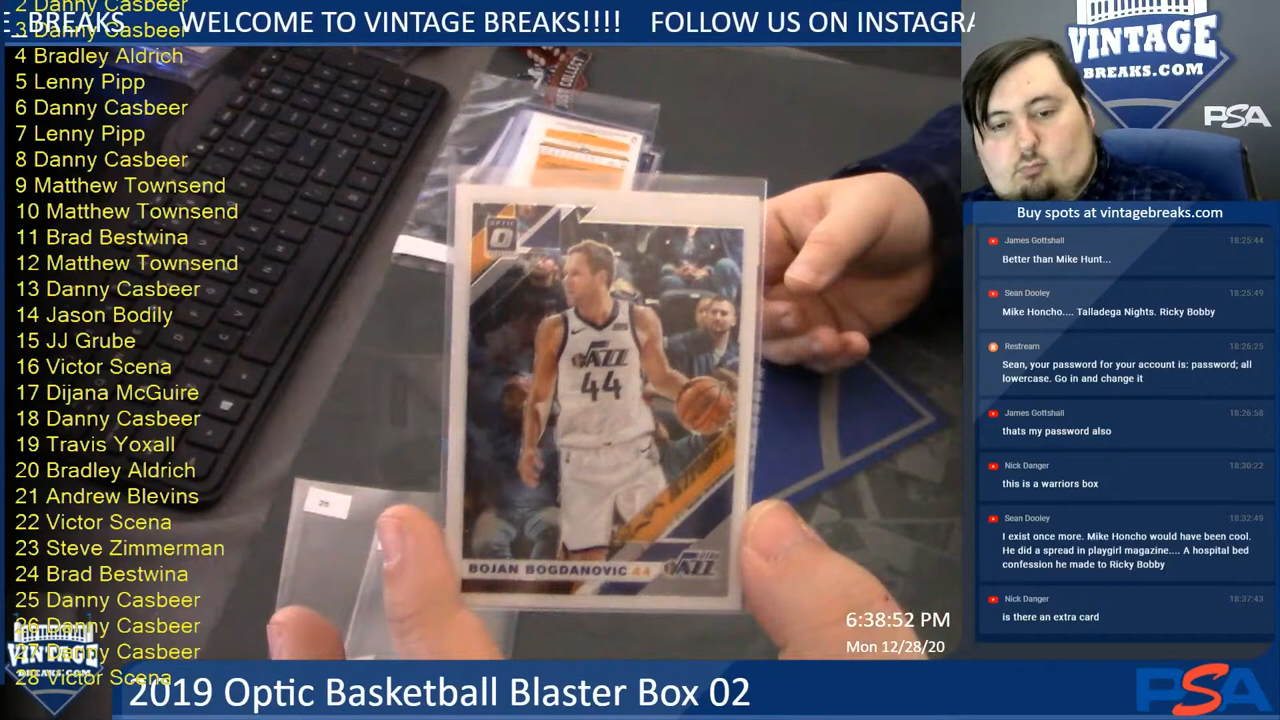 E BREAKS WELCOME TO VINTAGE BREAKS!!!! FOLLOW US ON INSTAGRA
2 Danny Casbeer
3 Danny Casbeer
4 Bradley Aldrich
5 Lenny Pipp
6 Danny Casbeer
7 Lenny Pipp
8 Danny Casbeer
9 Matthew Townsend
10 Matthew Townsend
11 Brad Bestwina
12 Matthew Townsend
13 Danny Casbeer
14 Jason Bodily
15 JJ Grube
16 Victor Scena
17 Dijana McGuire
18 Danny Casbeer
19 Travis Yoxall
20 Bradley Aldrich
21 Andrew Blevins
22 Victor Scena
23 Steve Zimmerman
24 Brad Bestwina
25 Danny Casbeer
26 Danny Casbeer
27 Danny Casbeer
28 Victor Scena
VINTAGE
BREAKS.COM
COLLECT
OPTIC
JAZZ
44
BOJAN BOGDANOVIC 44
JAZZ
6:38:52 PM
Mon 12/28/20
2019 Optic Basketball Blaster Box 02
VINTAGE
BREAKS.COM
PSA
Buy spots at vintagebreaks.com
James Gottshall 18:25:44
Better than Mike Hunt...
Sean Dooley 18:25:49
Mike Honcho.... Talladega Nights. Ricky Bobby
Restream 18:26:25
Sean, your password for your account is: password; all
lowercase. Go in and change it
James Gottshall 18:26:58
thats my password also
Nick Danger 18:30:22
this is a warriors box
Sean Dooley 18:32:49
I exist once more. Mike Honcho would have been cool.
He did a spread in playgirl magazine.... A hospital bed
confession he made to Ricky Bobby
Nick Danger 18:37:43
is there an extra card
PSA